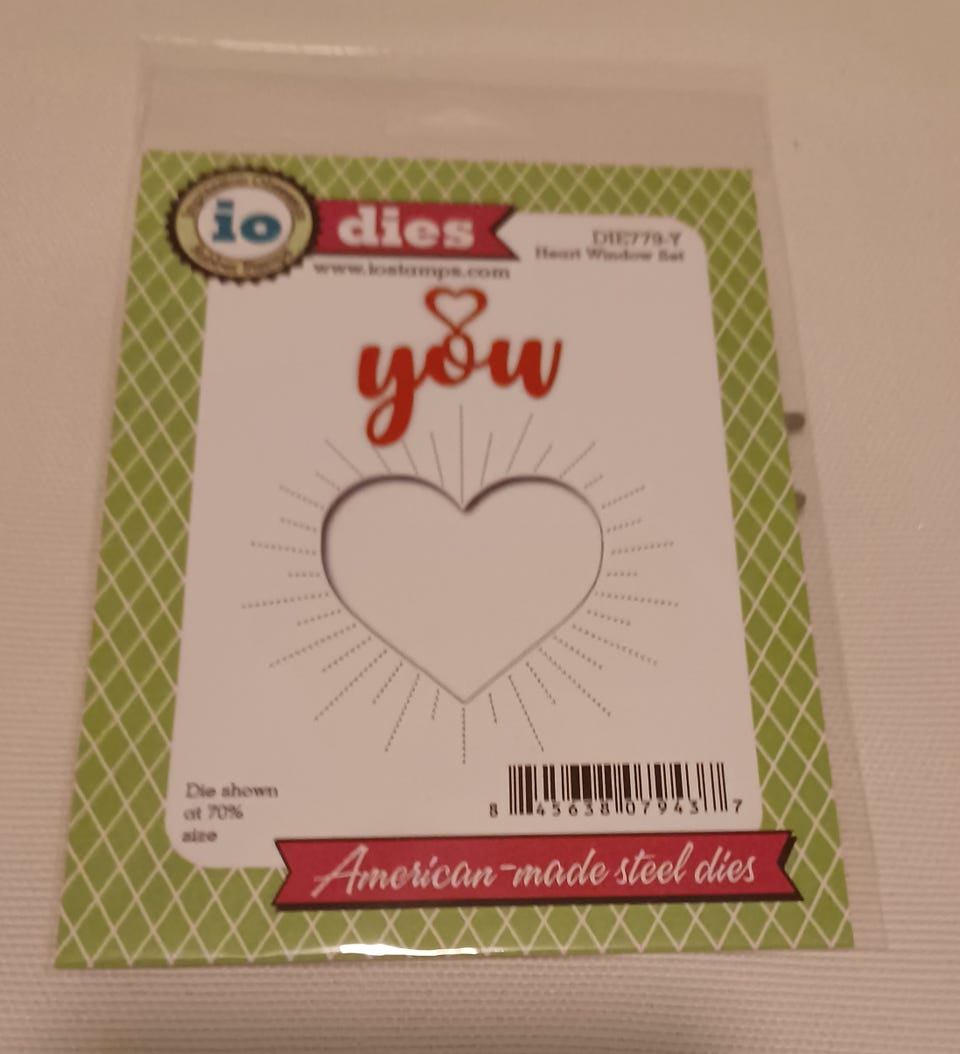 io
dies
DIE779-Y
Heart Window Set
www.iostamps.com
you
Die shown
at 70%
size
8 45638 07943 7
American-made steel dies